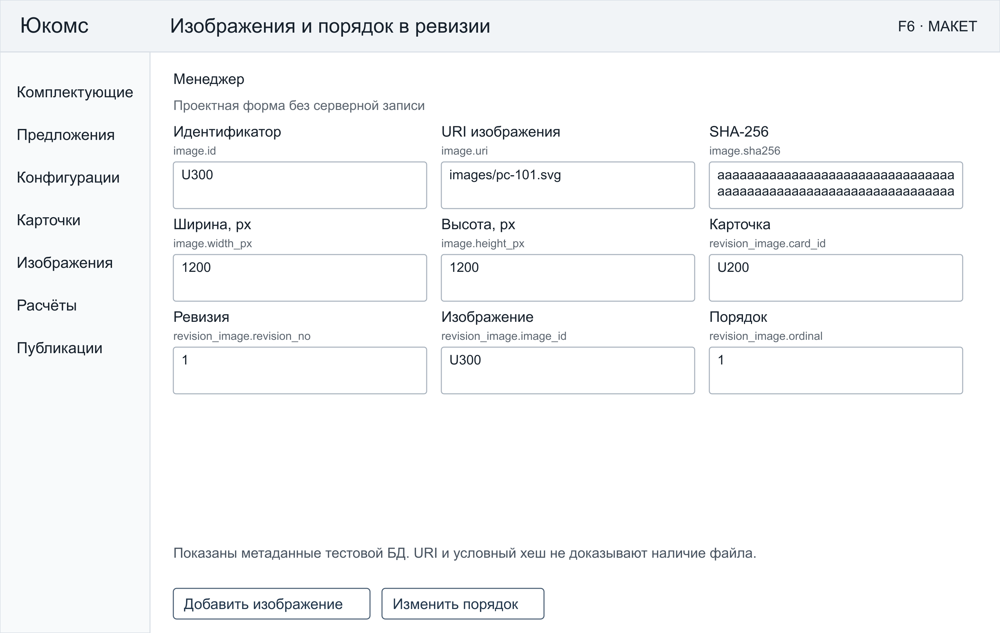 Юкомс
Изображения и порядок в ревизии
F6 · МАКЕТ
Комплектующие
Предложения
Конфигурации
Карточки
Изображения
Расчёты
Публикации
Менеджер
Проектная форма без серверной записи
Идентификатор
image.id
U300
URI изображения
image.uri
images/pc-101.svg
SHA-256
image.sha256
aaaaaaaaaaaaaaaaaaaaaaaaaaaaaaaa
aaaaaaaaaaaaaaaaaaaaaaaaaaaaaaaa
Ширина, px
image.width_px
1200
Высота, px
image.height_px
1200
Карточка
revision_image.card_id
U200
Ревизия
revision_image.revision_no
1
Изображение
revision_image.image_id
U300
Порядок
revision_image.ordinal
1
Показаны метаданные тестовой БД. URI и условный хеш не доказывают наличие файла.
Добавить изображение
Изменить порядок